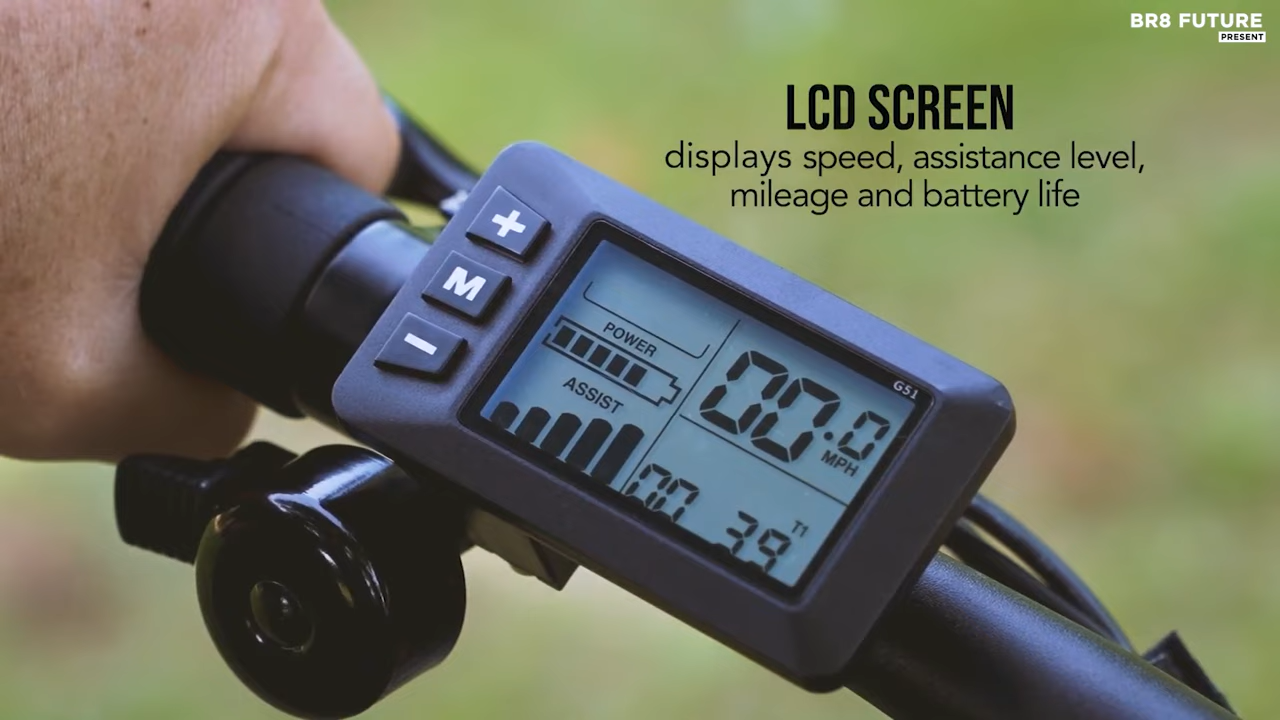 BR8 FUTURE
PRESENT
LCD SCREEN
displays speed, assistance level,
mileage and battery life
+
M
–
G51
POWER
ASSIST
00.0
MPH
00 39
T1